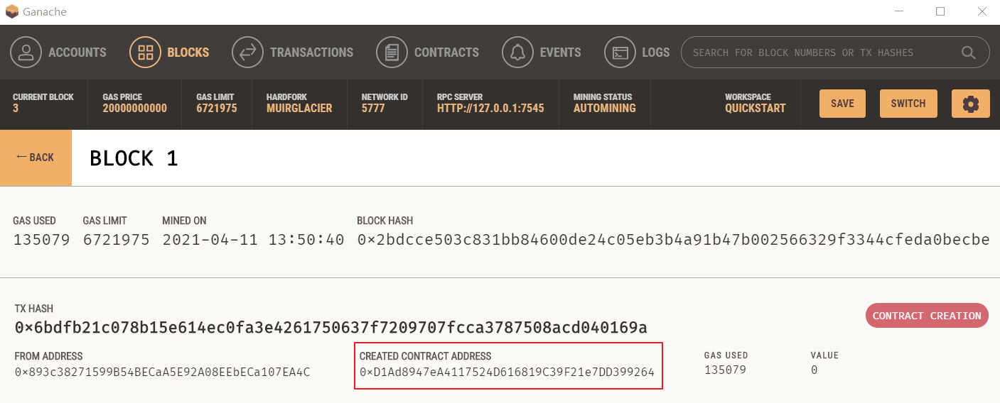 Ganache
ACCOUNTS BLOCKS TRANSACTIONS CONTRACTS EVENTS LOGS SEARCH FOR BLOCK NUMBERS OR TX HASHES
CURRENT BLOCK GAS PRICE GAS LIMIT HARDFORK NETWORK ID RPC SERVER MINING STATUS WORKSPACE
3 20000000000 6721975 MUIRGLACIER 5777 HTTP://127.0.0.1:7545 AUTOMINING QUICKSTART SAVE SWITCH
← BACK BLOCK 1
GAS USED GAS LIMIT MINED ON BLOCK HASH
135079 6721975 2021-04-11 13:50:40 0×2bdcce503c831bb84600de24c05eb3b4a91b47b002566329f3344cfeda0becbe
TX HASH
0×6bdfb21c078b15e614ec0fa3e4261750637f7209707fcca3787508acd040169a CONTRACT CREATION
FROM ADDRESS CREATED CONTRACT ADDRESS GAS USED VALUE
0×893c38271599B54BECaA5E92A08EEbECa107EA4C 0×D1Ad8947eA4117524D616819C39F21e7DD399264 135079 0